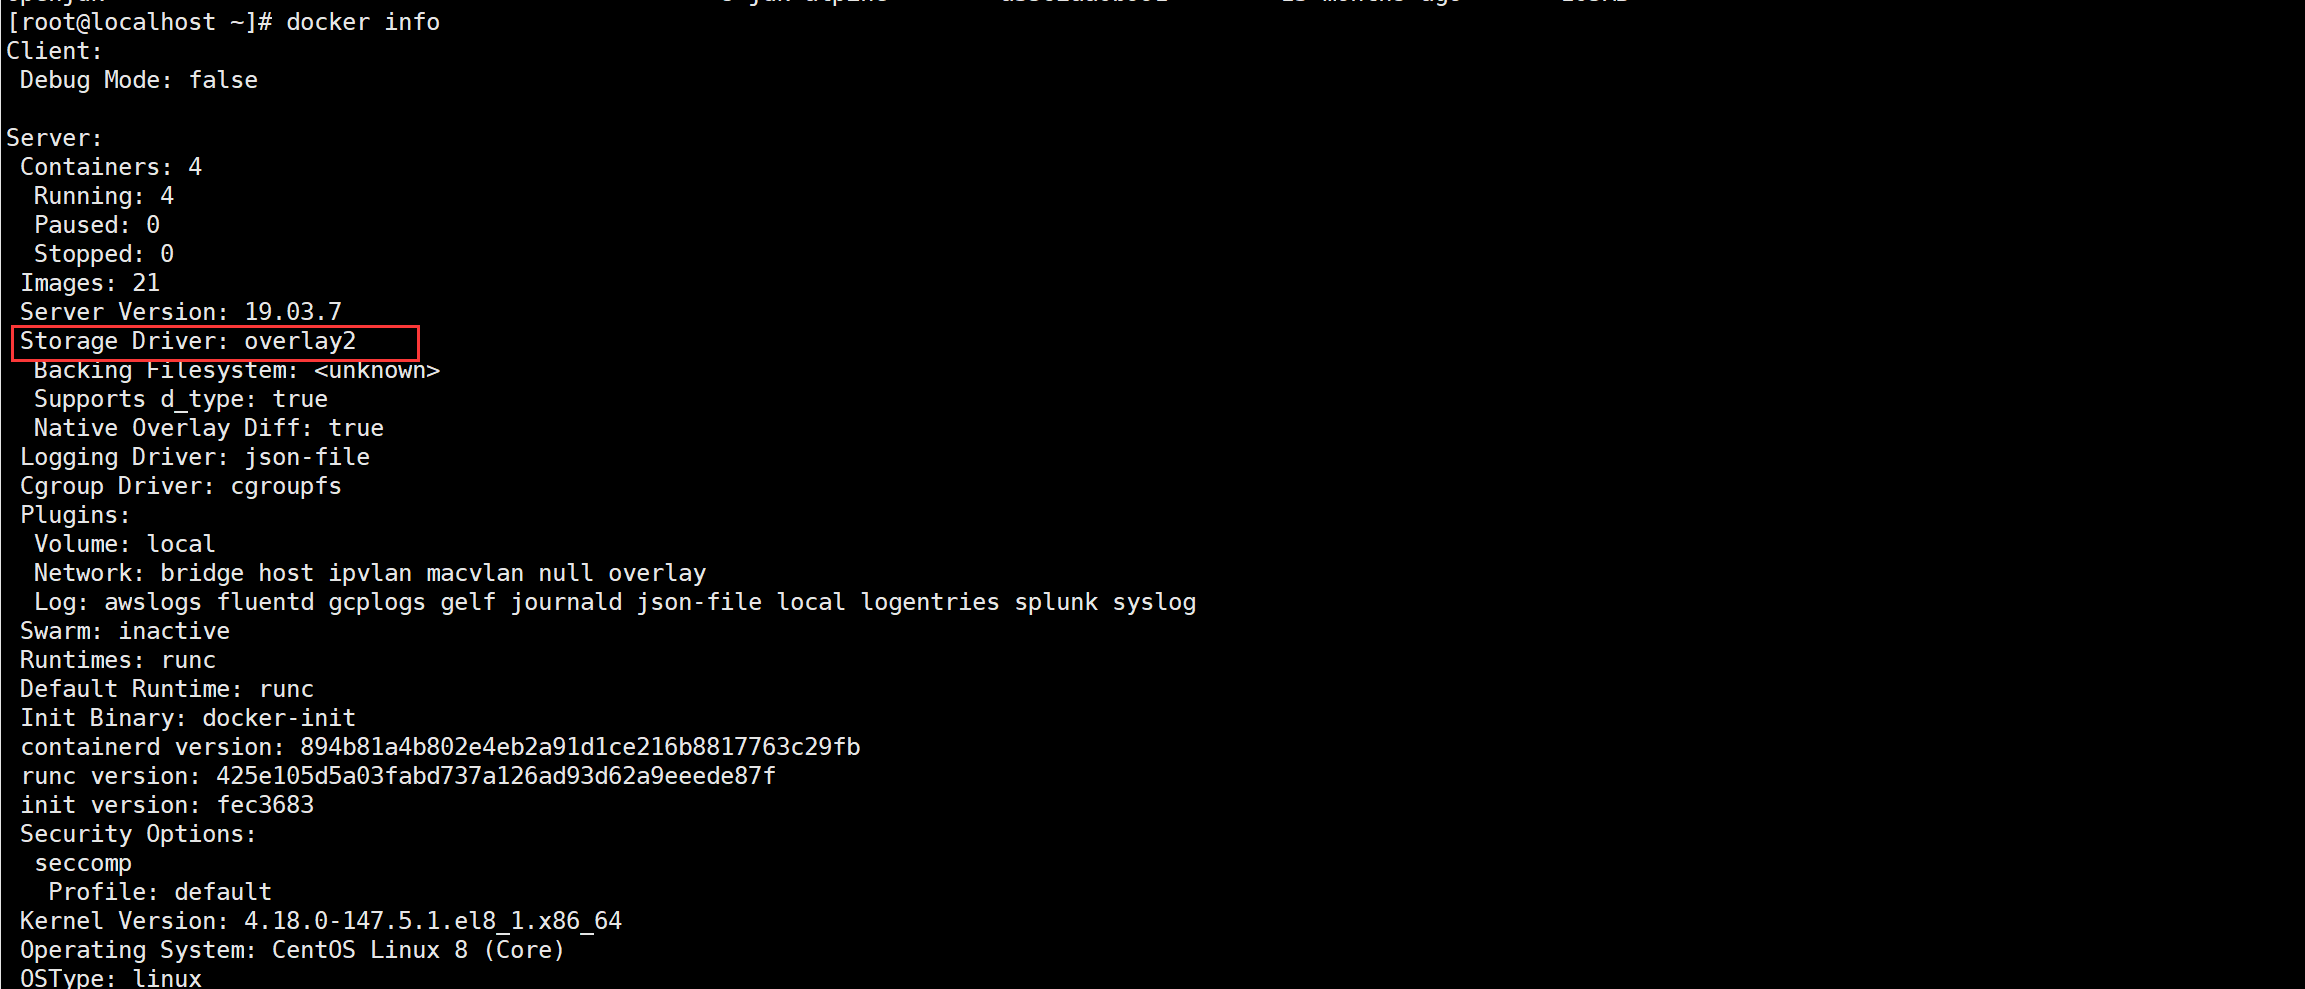 [root@localhost ~]# docker info
Client:
 Debug Mode: false

Server:
 Containers: 4
  Running: 4
  Paused: 0
  Stopped: 0
 Images: 21
 Server Version: 19.03.7
 Storage Driver: overlay2
  Backing Filesystem: <unknown>
  Supports d_type: true
  Native Overlay Diff: true
 Logging Driver: json-file
 Cgroup Driver: cgroupfs
 Plugins:
  Volume: local
  Network: bridge host ipvlan macvlan null overlay
  Log: awslogs fluentd gcplogs gelf journald json-file local logentries splunk syslog
 Swarm: inactive
 Runtimes: runc
 Default Runtime: runc
 Init Binary: docker-init
 containerd version: 894b81a4b802e4eb2a91d1ce216b8817763c29fb
 runc version: 425e105d5a03fabd737a126ad93d62a9eeede87f
 init version: fec3683
 Security Options:
  seccomp
   Profile: default
 Kernel Version: 4.18.0-147.5.1.el8_1.x86_64
 Operating System: CentOS Linux 8 (Core)
 OSType: linux